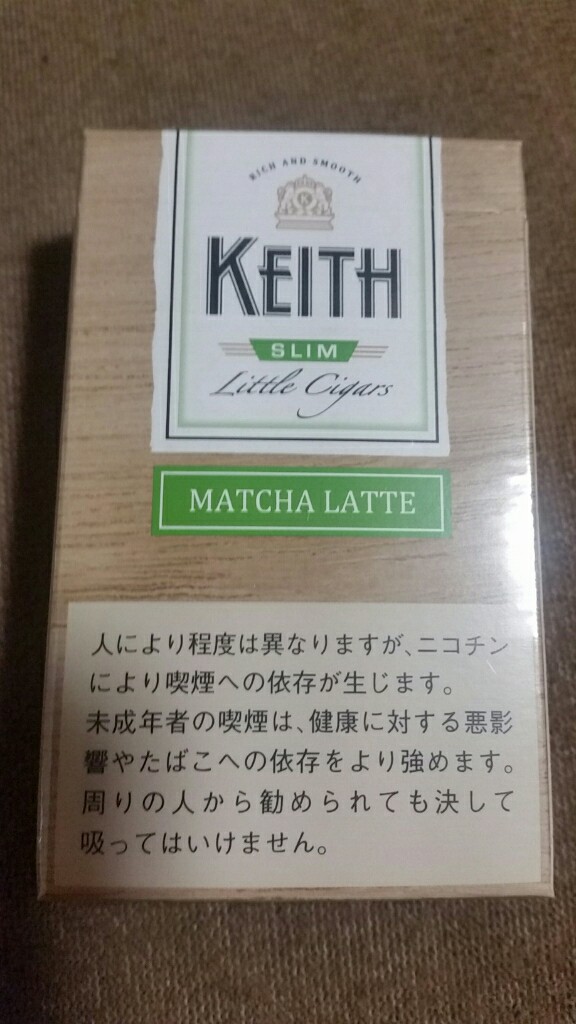 RICH AND SMOOTH
K
KEITH
SLIM
Little Cigars
MATCHA LATTE
人により程度は異なりますが、ニコチン
により喫煙への依存が生じます。
未成年者の喫煙は、健康に対する悪影
響やたばこへの依存をより強めます。
周りの人から勧められても決して
吸ってはいけません。